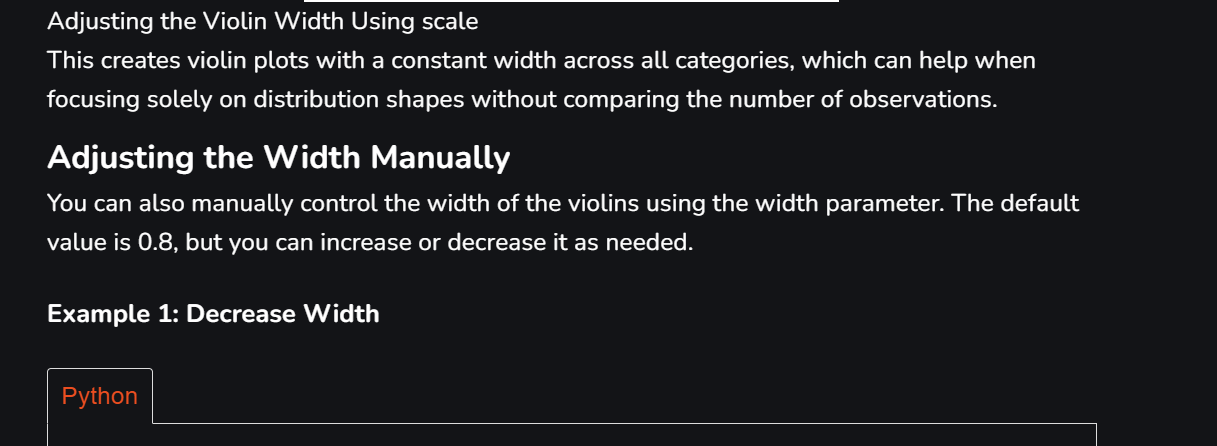 Adjusting the Violin Width Using scale
This creates violin plots with a constant width across all categories, which can help when
focusing solely on distribution shapes without comparing the number of observations.
Adjusting the Width Manually
You can also manually control the width of the violins using the width parameter. The default
value is 0.8, but you can increase or decrease it as needed.
Example 1: Decrease Width
Python